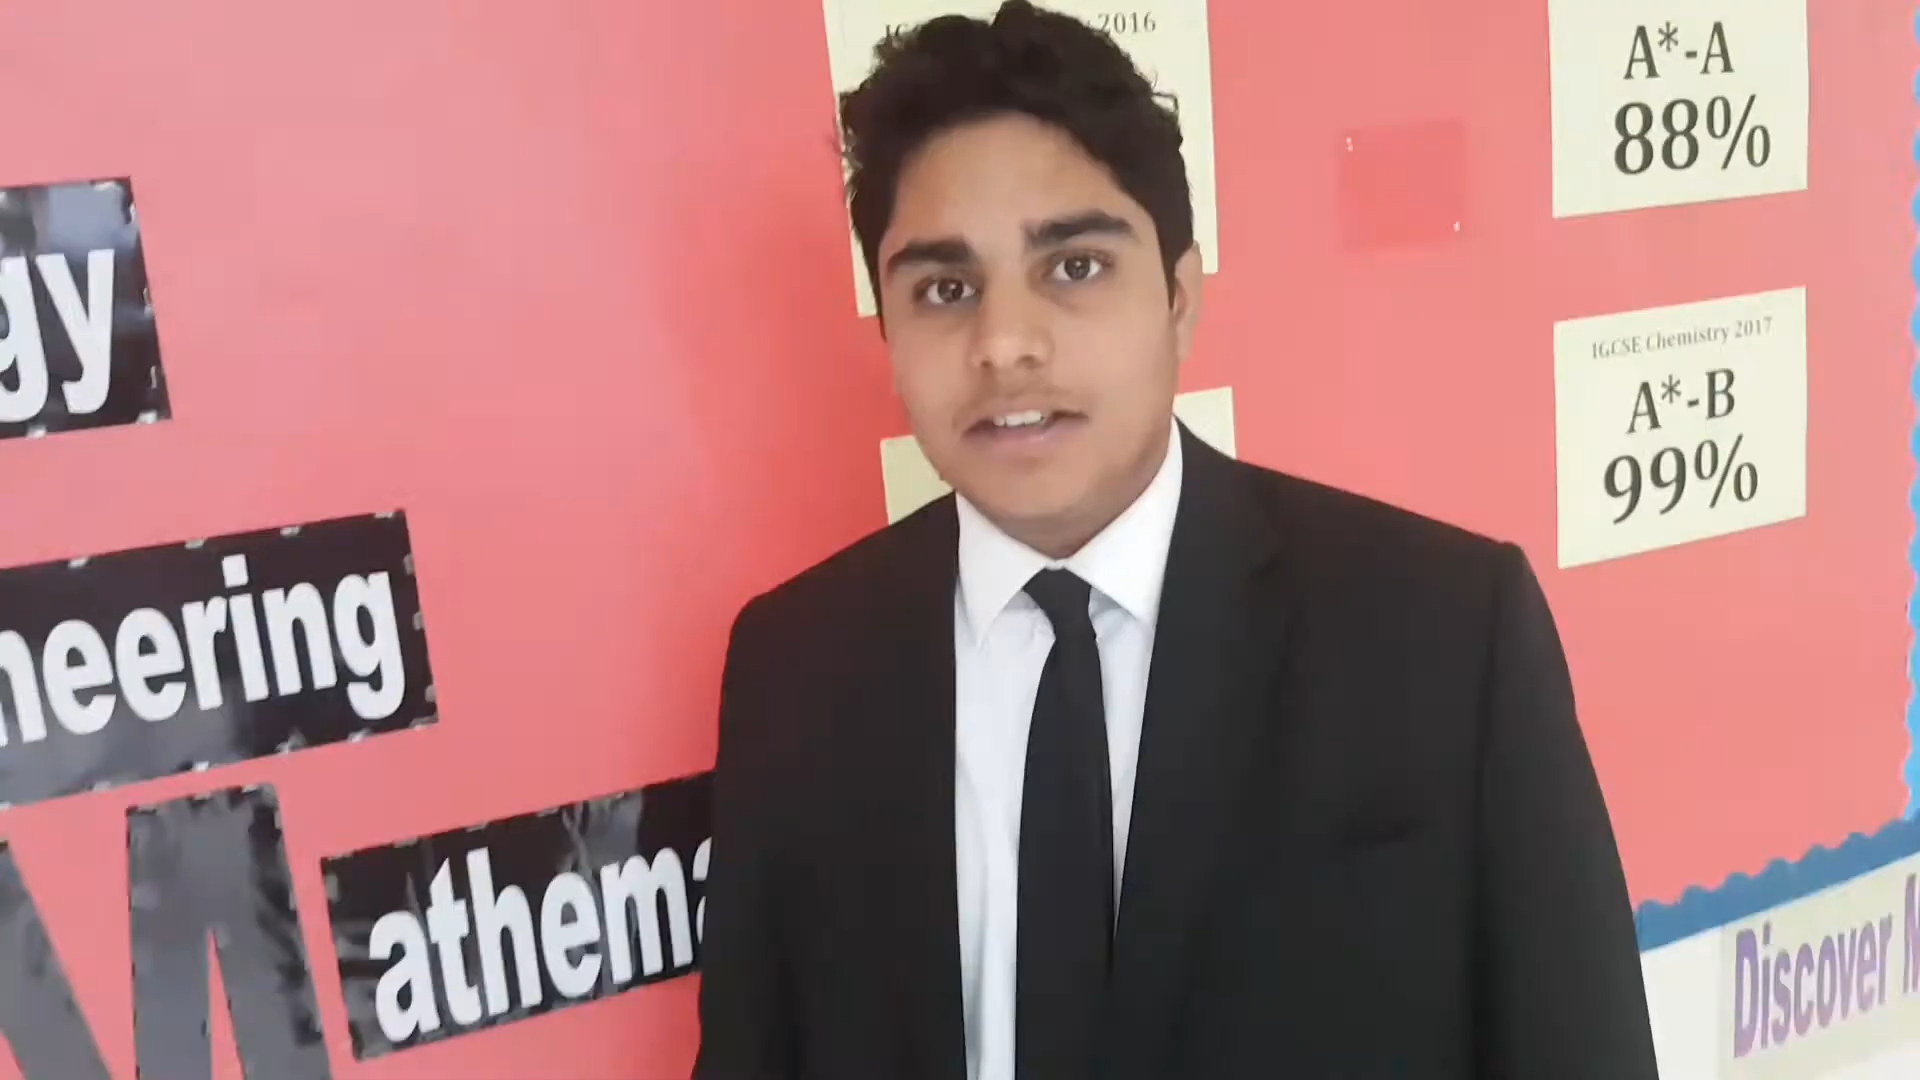 gy
neering
M
athema
2016
A*-A
88%
IGCSE Chemistry 2017
A*-B
99%
Discover M